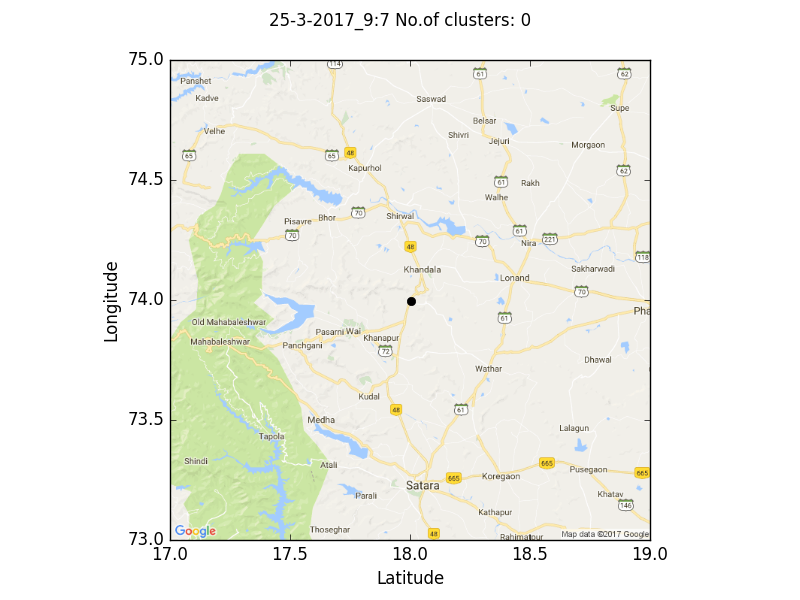 25-3-2017_9:7 No.of clusters: 0
75.0
114
61
62
Panshet
Kadve
Saswad
Supe
Belsar
Velhe
Shivri
Jejuri
Morgaon
65
65
48
Kapurhol
62
74.5
61
Rakh
Walhe
Pisavre
Bhor
70
Shirwal
70
61
Nira
221
70
48
118
Khandala
Sakharwadi
Lonand
70
74.0
Pha
Old Mahabaleshwar
61
Pasarni
Wai
Mahabaleshwar
Khanapur
Panchgani
72
Dhawal
Wathar
Kudal
48
61
73.5
Medha
Lalagun
Tapola
Shindi
Atali
665
Pusegaon
665
665
Koregaon
Satara
Parali
Khatav
146
Kathapur
Google
Thoseghar
48
Rahimatpur
Map data ©2017 Google
73.0
17.0
17.5
18.0
18.5
19.0
Longitude
Latitude